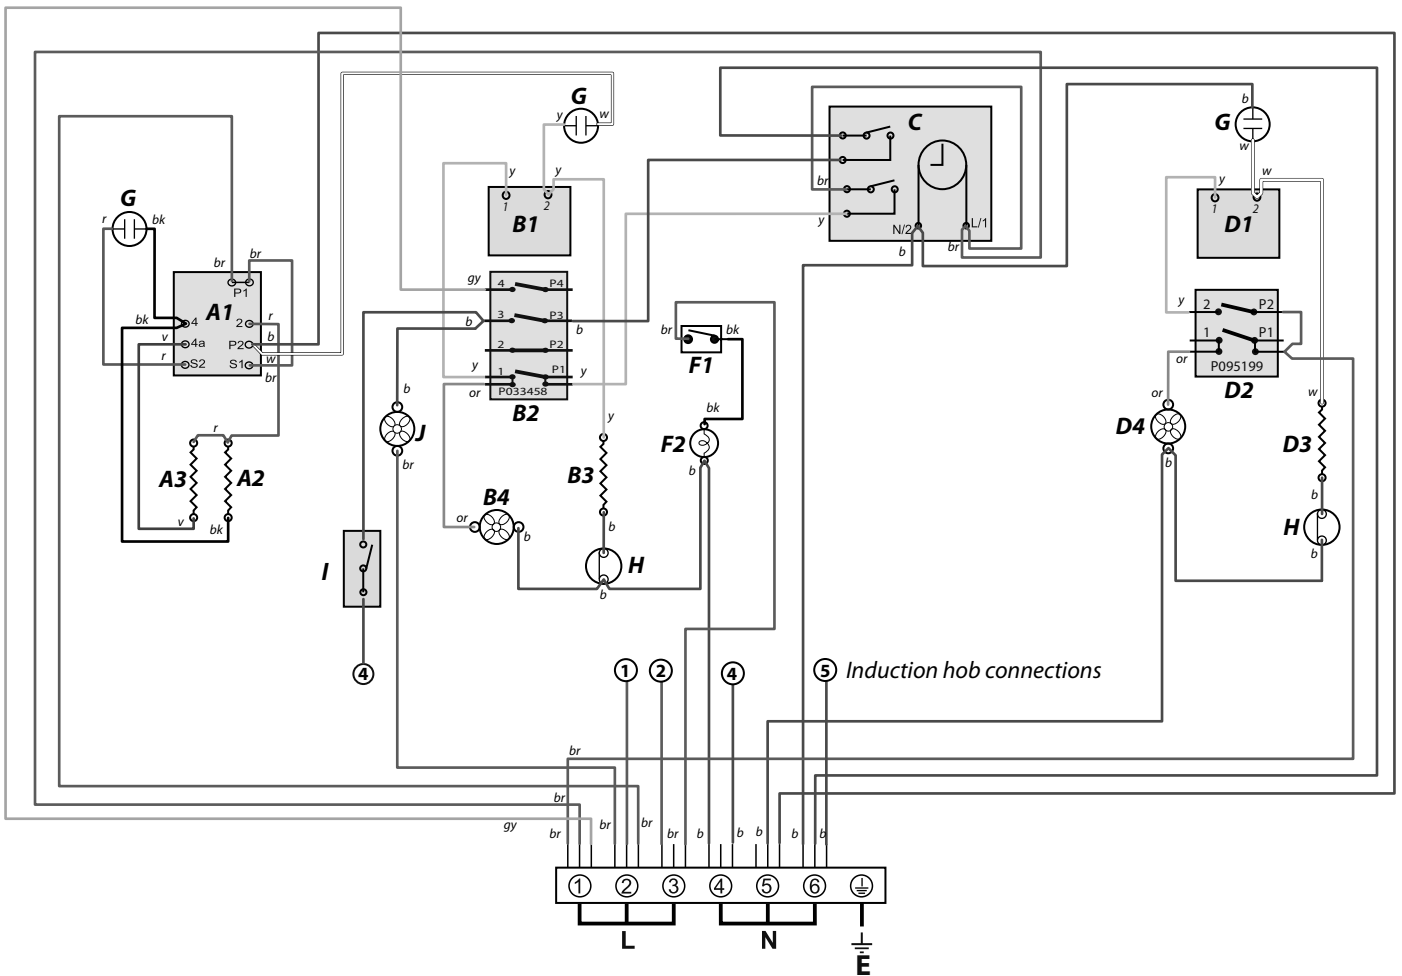 G
y
w
C
br
y
N/2
L/1
b
br
b
G
w
y
w
1
2
D1
y
y
1
2
B1
G
r
bk
br
br
P1
A1
bk
4
2
r
v
4a
P2
b
r
S2
S1
w
br
gy
4
P4
3
P3
b
b
2
P2
y
1
P1
y
or
P033458
B2
br
bk
F1
y
2
P2
1
P1
or
P095199
D2
b
J
br
y
bk
F2
b
or
D4
b
w
D3
b
r
A3
A2
v
bk
B3
b
B4
or
b
H
b
H
b
I
4
1
2
4
5 Induction hob connections
br
br
gy
br
br
br
br
b
b
b
b
b
1
2
3
4
5
6
L
N
E